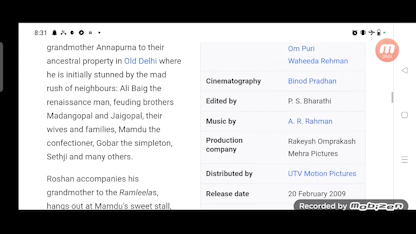 8:31
grandmother Annapurna to their
ancestral property in Old Delhi where
he is initially stunned by the mad
rush of neighbours: Ali Baig the
renaissance man, feuding brothers
Madangopal and Jaigopal, their
wives and families, Mamdu the
confectioner, Gobar the simpleton,
Sethji and many others.
Roshan accompanies his
grandmother to the Ramleelas,
hangs out at Mamdu's sweet stall,
Om Puri
Waheeda Rehman
Cinematography Binod Pradhan
Edited by P. S. Bharathi
Music by A. R. Rahman
Production company Rakeysh Omprakash
Mehra Pictures
Distributed by UTV Motion Pictures
Release date 20 February 2009
Recorded by mobizen